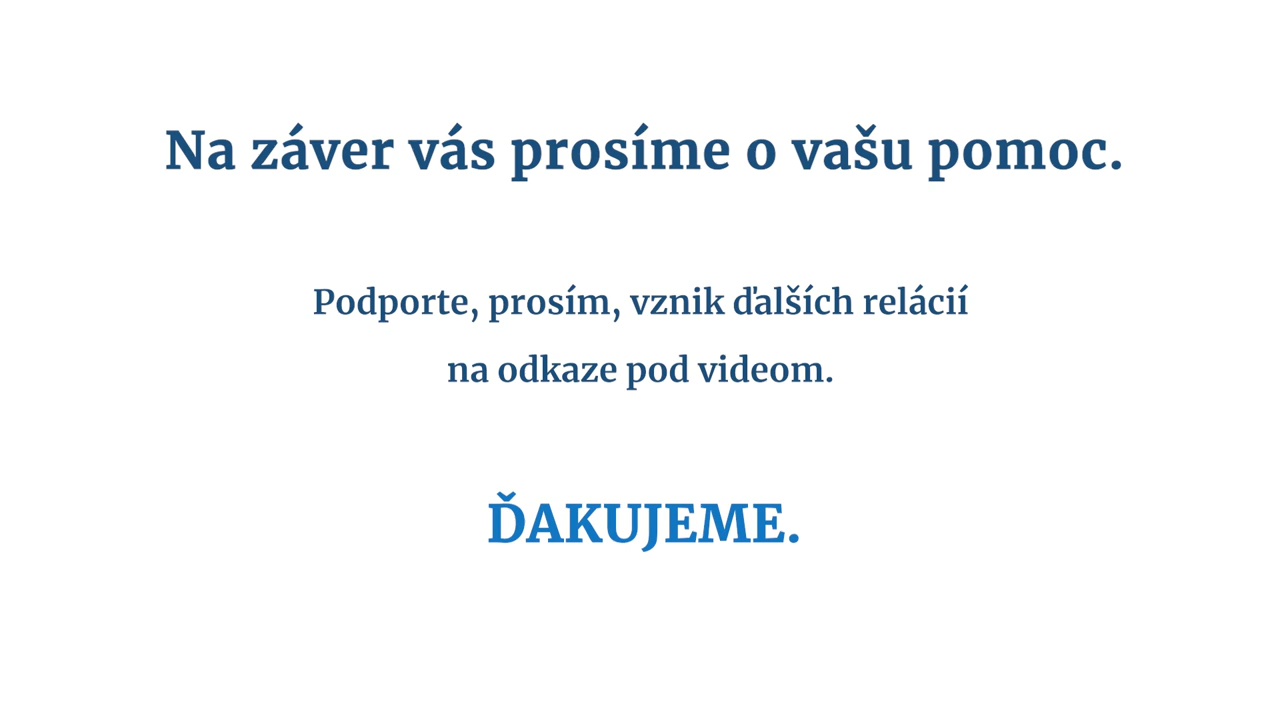 Na záver vás prosíme o vašu pomoc.
Podporte, prosím, vznik ďalších relácií
na odkaze pod videom.
ĎAKUJEME.